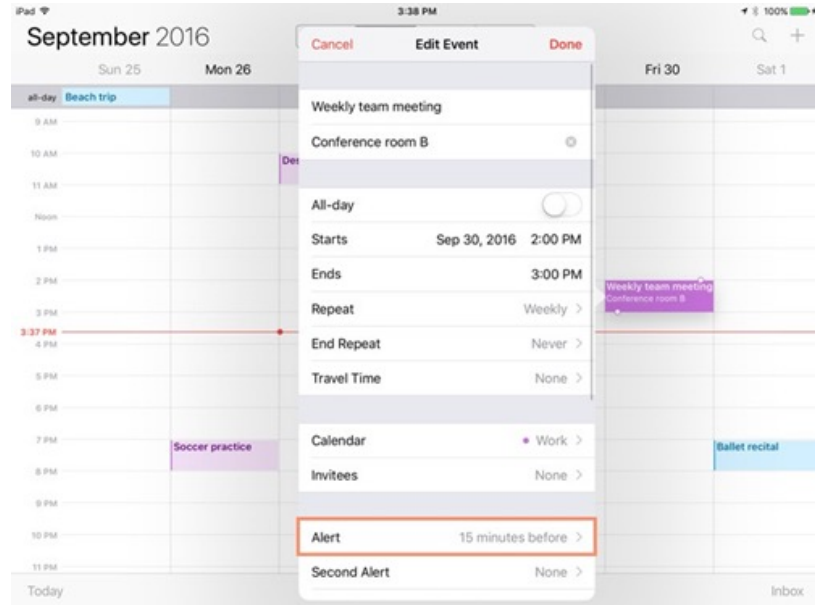 iPad 3:38 PM 100%
September 2016
Cancel Edit Event Done
Sun 25 Mon 26 Fri 30 Sat 1
all-day Beach trip
Weekly team meeting
Conference room B
9 AM
10 AM
Des
11 AM
All-day
Noon
Starts Sep 30, 2016 2:00 PM
1 PM
Ends 3:00 PM
2 PM
Weekly team meeting
Conference room B
Repeat Weekly
3 PM
3:37 PM
4 PM
End Repeat Never
5 PM
Travel Time None
6 PM
7 PM
Soccer practice
Calendar Work
Ballet recital
8 PM
Invitees None
9 PM
10 PM
Alert 15 minutes before
11 PM
Second Alert None
Today Inbox